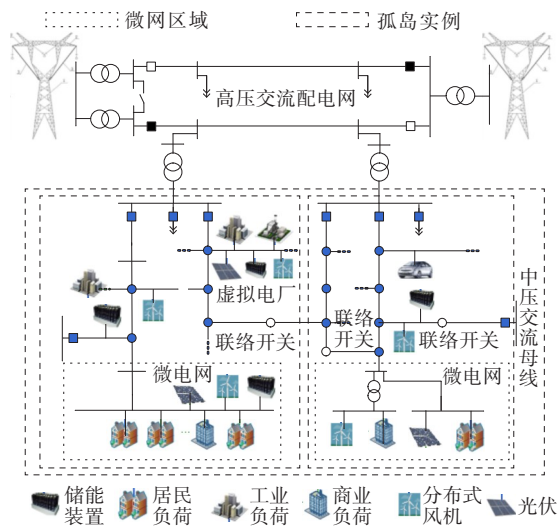 微网区域
孤岛实例
高压交流配电网
虚拟电厂
联络开关
联络
开关
联络开关
中压交流母线
微电网
微电网
储能
装置
居民
负荷
工业
负荷
商业
负荷
分布式
风机
光伏